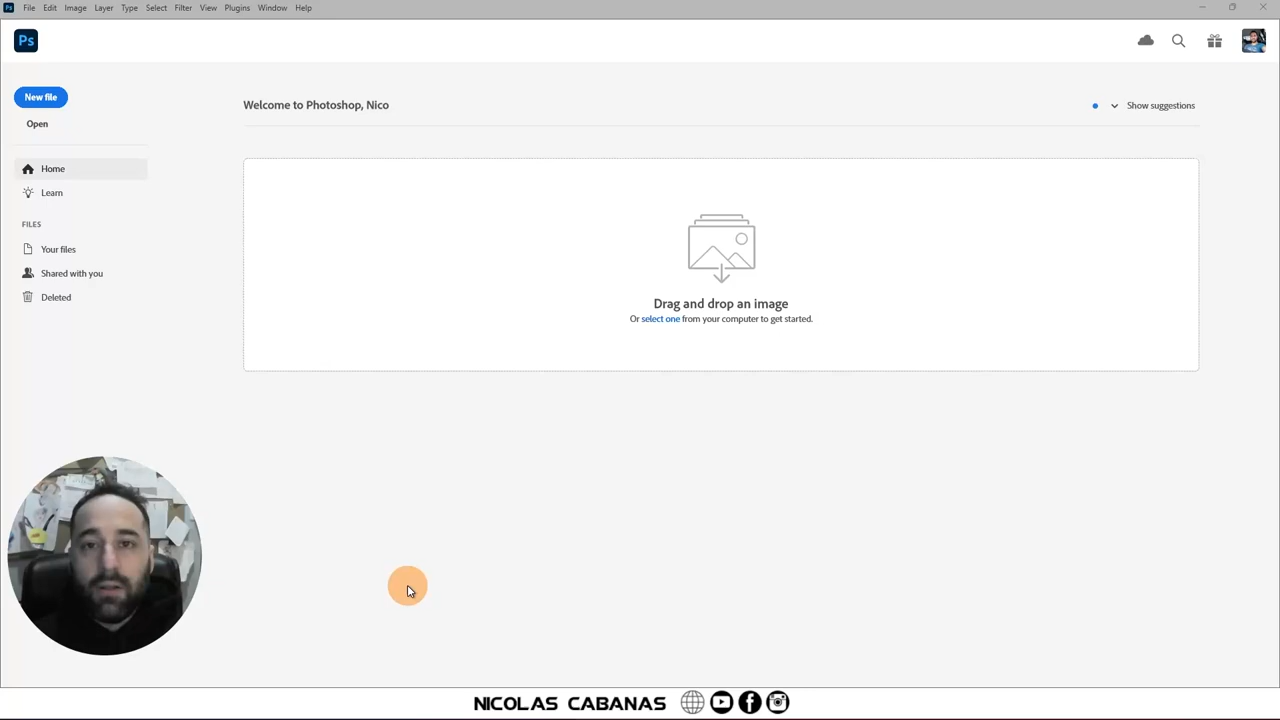 Ps File Edit Image Layer Type Select Filter View Plugins Window Help
Ps
New file
Open
Home
Learn
FILES
Your files
Shared with you
Deleted
Welcome to Photoshop, Nico
Show suggestions
Drag and drop an image
Or select one from your computer to get started.
NICOLAS CABANAS